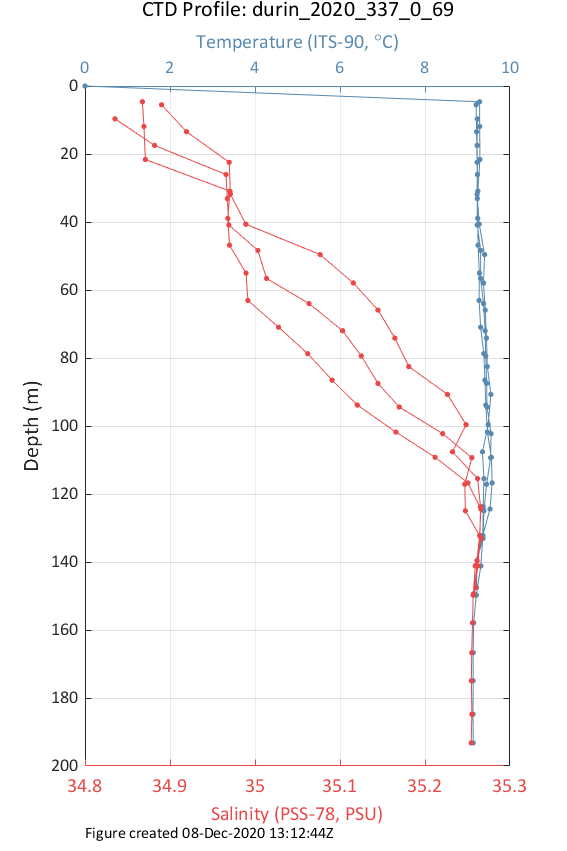 CTD Profile: durin_2020_337_0_69
Temperature (ITS-90, °C)
0 2 4 6 8 10
0
20
40
60
80
100
120
140
160
180
200
Depth (m)
34.8 34.9 35 35.1 35.2 35.3
Salinity (PSS-78, PSU)
Figure created 08-Dec-2020 13:12:44Z